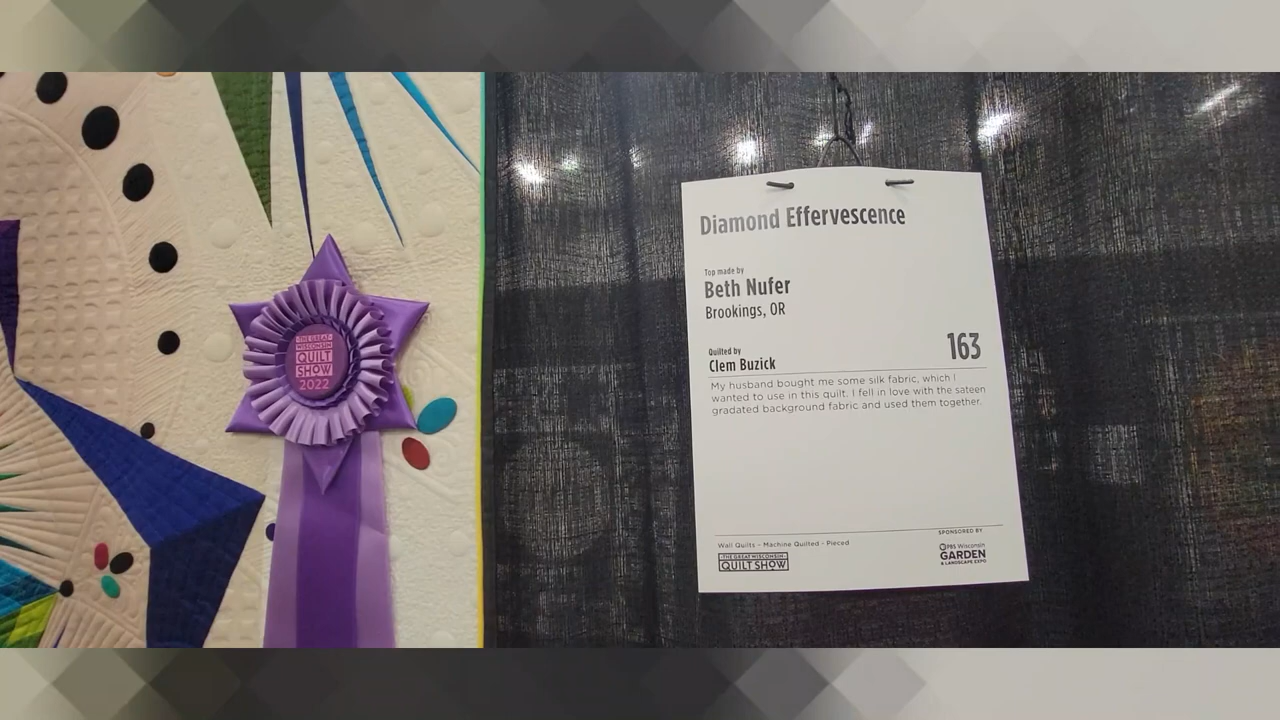 THE GREAT
WISCONSIN
QUILT
SHOW
2022
Diamond Effervescence
Top made by
Beth Nufer
Brookings, OR
163
Quilted by
Clem Buzick
My husband bought me some silk fabric, which I
wanted to use in this quilt. I fell in love with the sateen
gradated background fabric and used them together.
Wall Quilts - Machine Quilted - Pieced
THE GREAT WISCONSIN
QUILT SHOW
SPONSORED BY
PBS Wisconsin
GARDEN
& LANDSCAPE EXPO